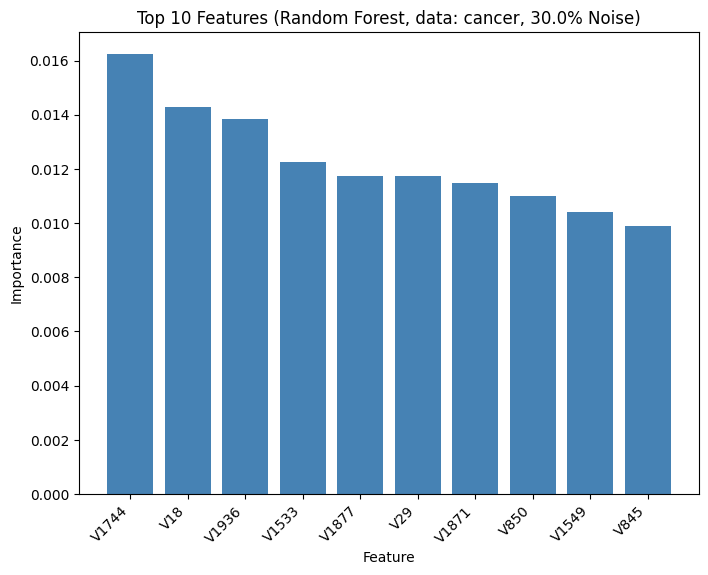 Top 10 Features (Random Forest, data: cancer, 30.0% Noise)
0.016
0.014
0.012
0.010
0.008
0.006
0.004
0.002
0.000
Importance
V1744
V18
V1936
V1533
V1877
V29
V1871
V850
V1549
V845
Feature